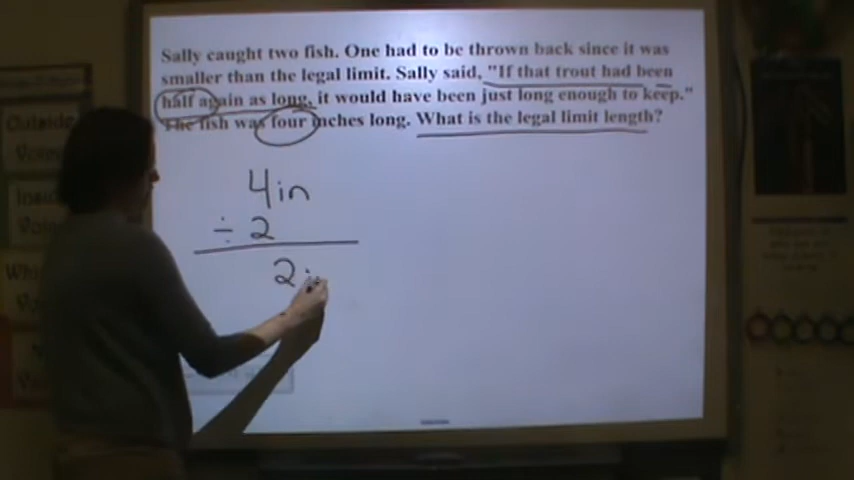 Sally caught two fish. One had to be thrown back since it was
smaller than the legal limit. Sally said, "If that trout had been
half again as long, it would have been just long enough to keep."
The fish was four inches long. What is the legal limit length?
Outside
4in
÷ 2
2